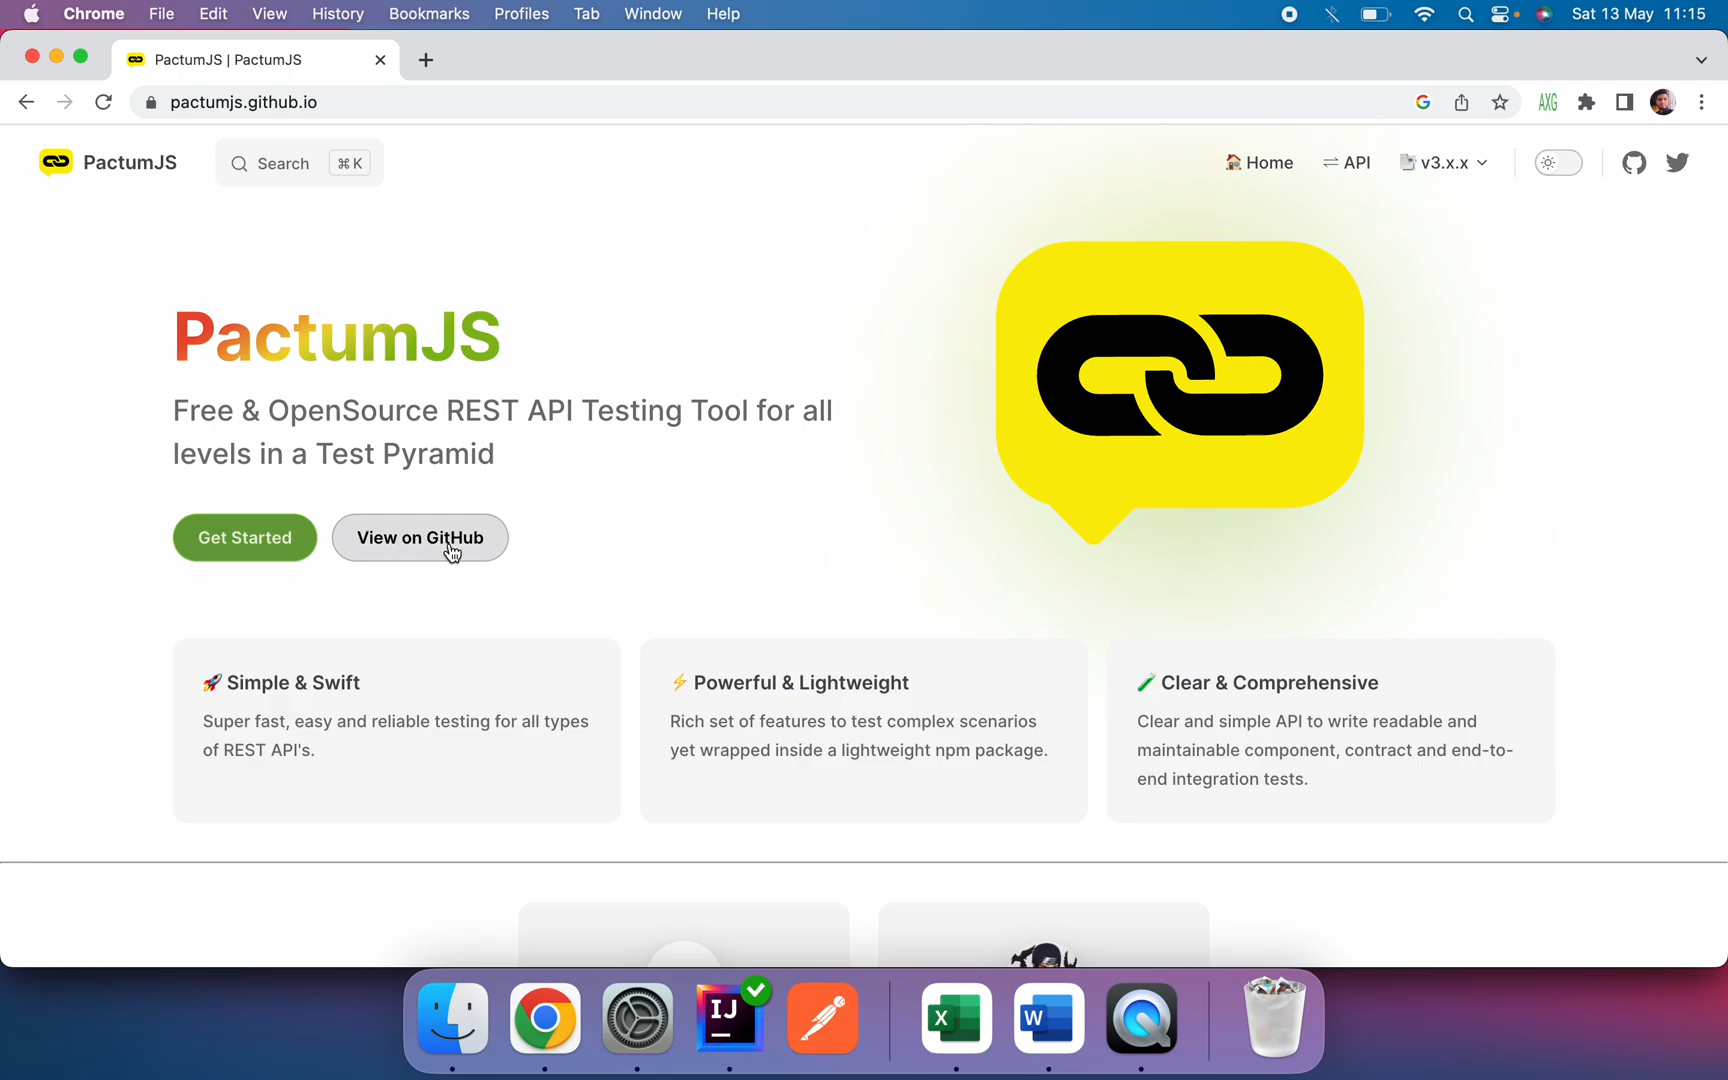 Chrome File Edit View History Bookmarks Profiles Tab Window Help Sat 13 May 11:15
PactumJS | PactumJS
pactumjs.github.io AXG
PactumJS Search ⌘ K 🏠 Home ⇌ API 📑 v3.x.x
PactumJS
Free & OpenSource REST API Testing Tool for all
levels in a Test Pyramid
Get Started View on GitHub
🚀 Simple & Swift
Super fast, easy and reliable testing for all types
of REST API's.
⚡ Powerful & Lightweight
Rich set of features to test complex scenarios
yet wrapped inside a lightweight npm package.
🧪 Clear & Comprehensive
Clear and simple API to write readable and
maintainable component, contract and end-to-
end integration tests.
IJ X W